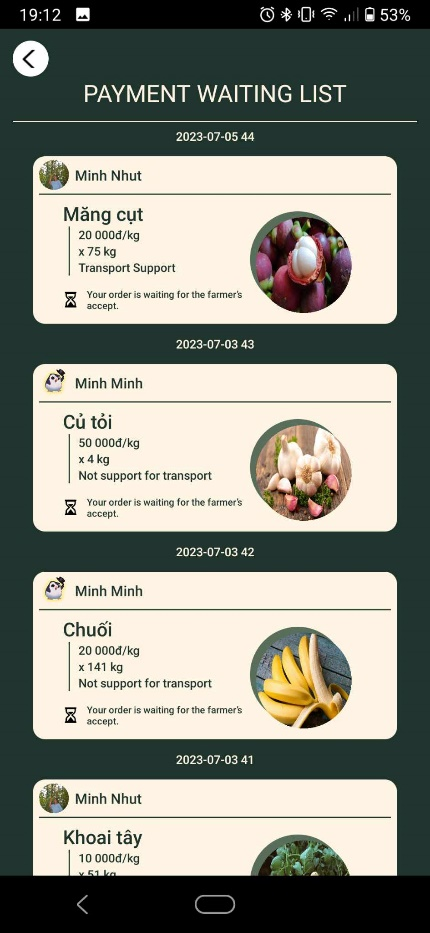 19:12
53%
PAYMENT WAITING LIST
2023-07-05 44
Minh Nhut
Măng cụt
20 000đ/kg
x 75 kg
Transport Support
Your order is waiting for the farmer's
accept.
2023-07-03 43
Minh Minh
Củ tỏi
50 000đ/kg
x 4 kg
Not support for transport
Your order is waiting for the farmer's
accept.
2023-07-03 42
Minh Minh
Chuối
20 000đ/kg
x 141 kg
Not support for transport
Your order is waiting for the farmer's
accept.
2023-07-03 41
Minh Nhut
Khoai tây
10 000đ/kg
x 51 kg